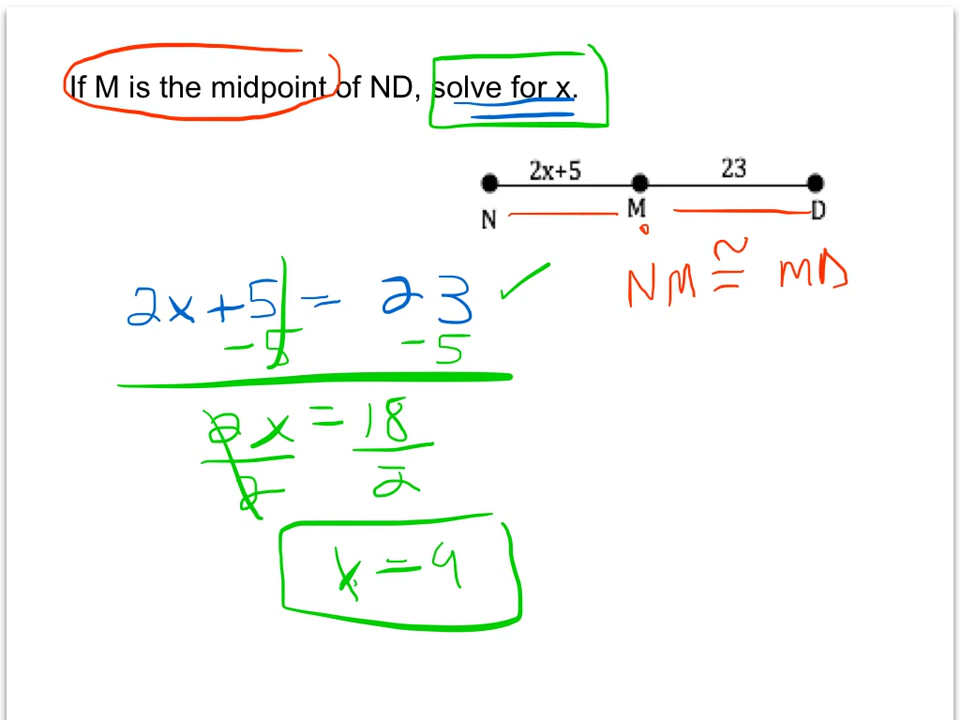 If M is the midpoint of ND, solve for x.
2x+5 23
N M D
NM ≅ MD
2x+5 = 23
-5 -5
2x = 18
2 2
x = 9